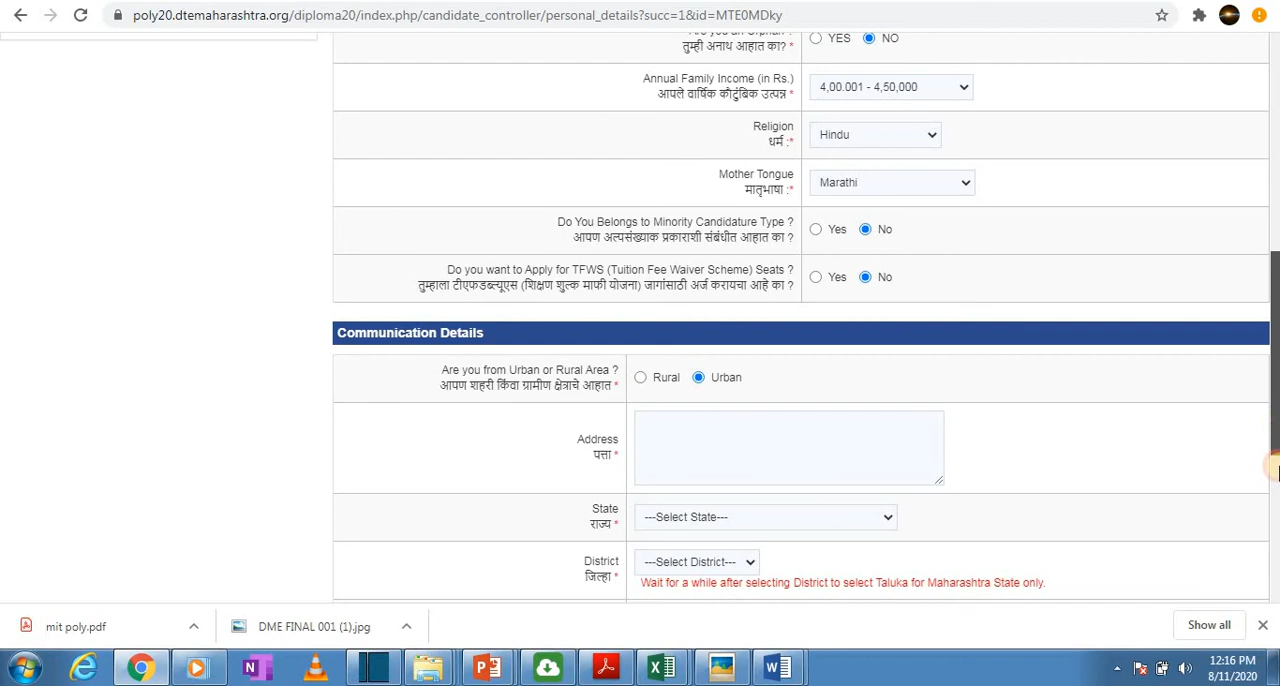 poly20.dtemaharashtra.org/diploma20/index.php/candidate_controller/personal_details?succ=1&id=MTE0MDky
Are you an Orphan?
तुम्ही अनाथ आहात का? *
YES NO
Annual Family Income (in Rs.)
आपले वार्षिक कौटुंबिक उत्पन्न *
4,00.001 - 4,50,000
Religion
धर्म :*
Hindu
Mother Tongue
मातृभाषा :*
Marathi
Do You Belongs to Minority Candidature Type ?
आपण अल्पसंख्याक प्रकाराशी संबंधीत आहात का ?
Yes No
Do you want to Apply for TFWS (Tuition Fee Waiver Scheme) Seats ?
तुम्हाला टीएफडब्ल्यूएस (शिक्षण शुल्क माफी योजना) जागांसाठी अर्ज करायचा आहे का ?
Yes No
Communication Details
Are you from Urban or Rural Area ?
आपण शहरी किंवा ग्रामीण क्षेत्राचे आहात *
Rural Urban
Address
पत्ता *
State
राज्य *
---Select State---
District
जिल्हा *
---Select District---
Wait for a while after selecting District to select Taluka for Maharashtra State only.
mit poly.pdf
DME FINAL 001 (1).jpg
Show all
12:16 PM
8/11/2020